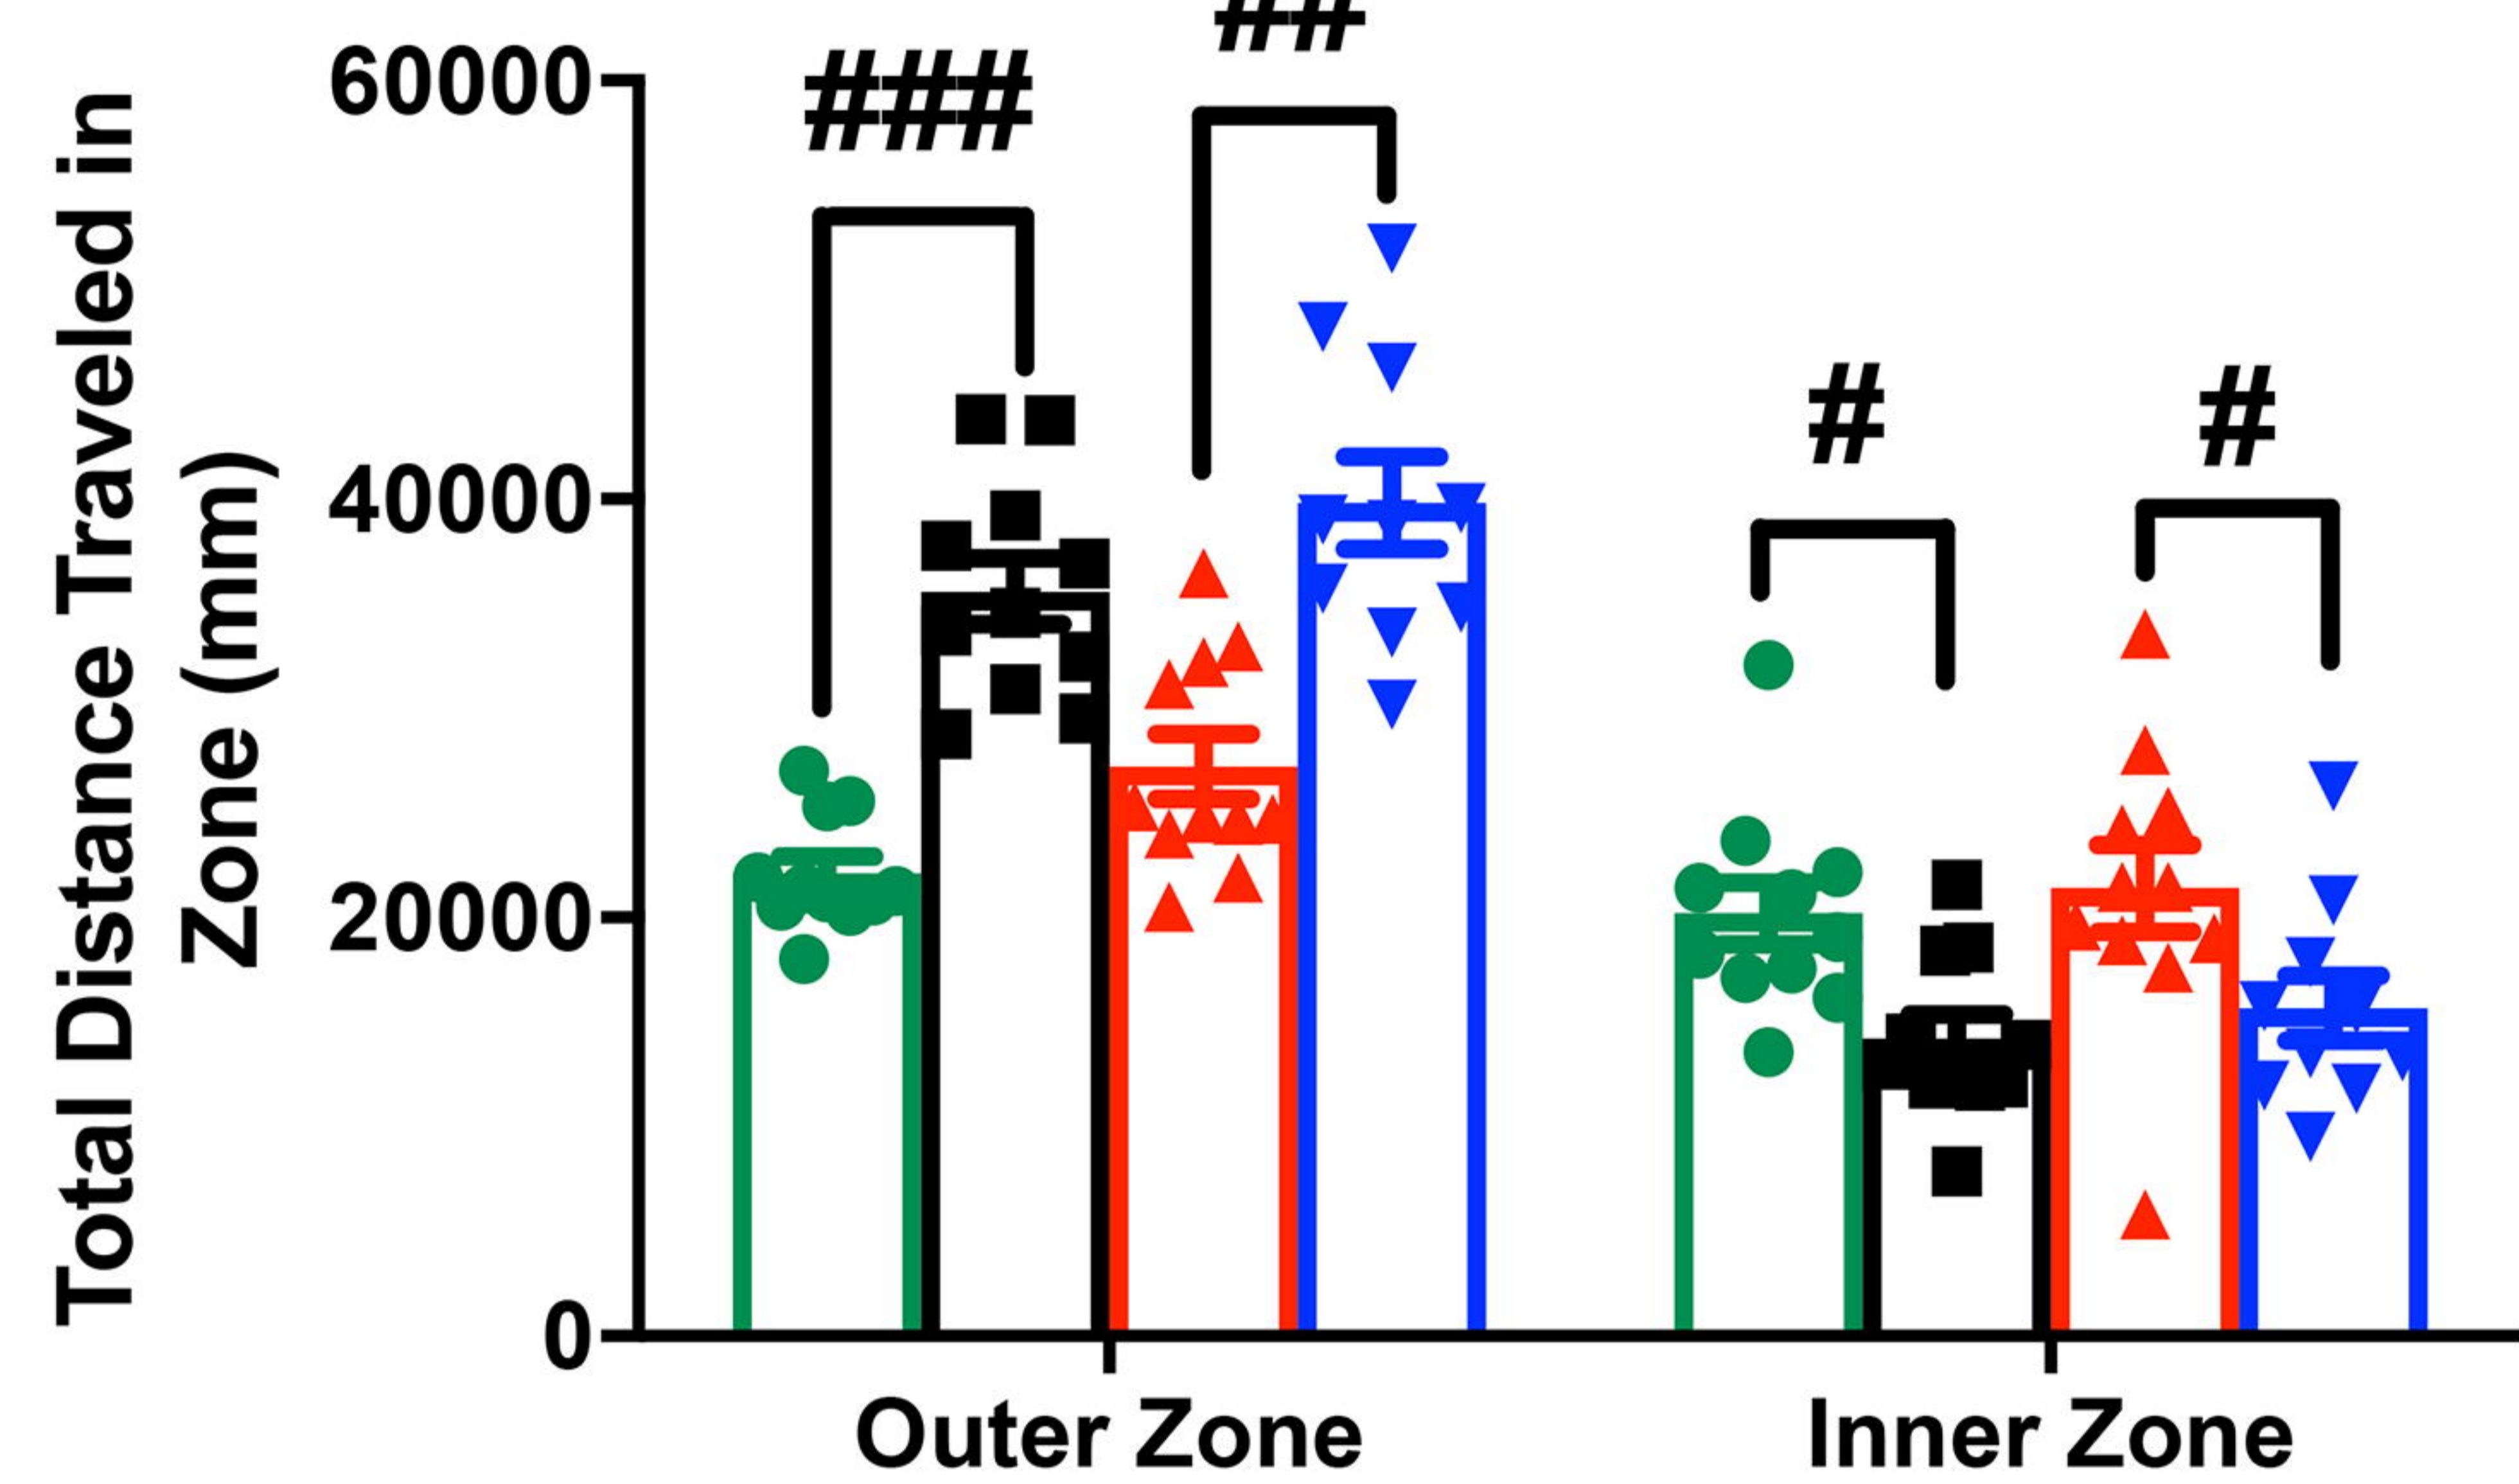 ##
###
60000
40000
20000
0
#
#
Total Distance Traveled in
Zone (mm)
Outer Zone
Inner Zone